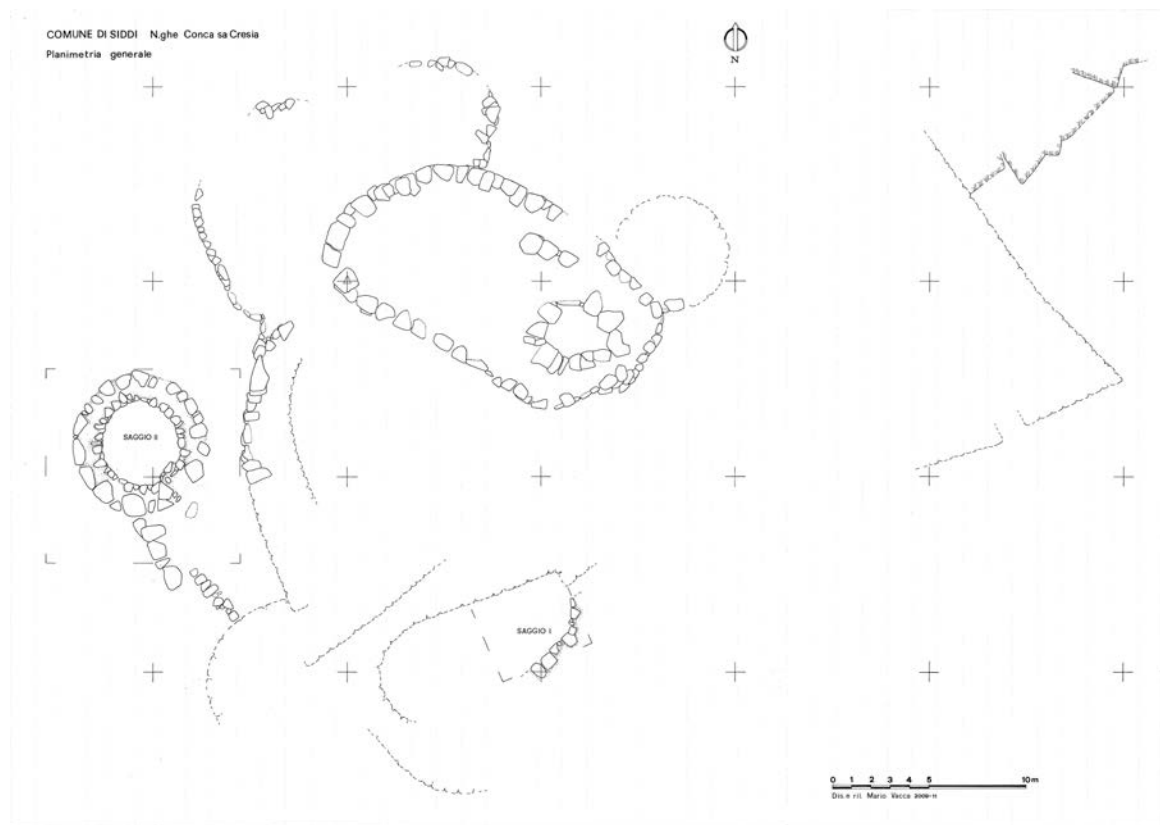 COMUNE DI SIDDI N.ghe Conca sa Cresia
Planimetria generale
N
SAGGIO II
SAGGIO I
0 1 2 3 4 5 10 m
Dis. e ril. Mario Vacca 2009-11